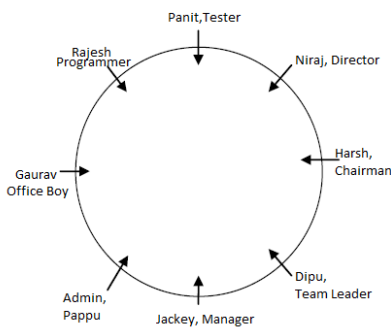 Panit,Tester
Rajesh
Programmer
Niraj, Director
Harsh,
Chairman
Gaurav
Office Boy
Dipu,
Team Leader
Admin,
Pappu
Jackey, Manager